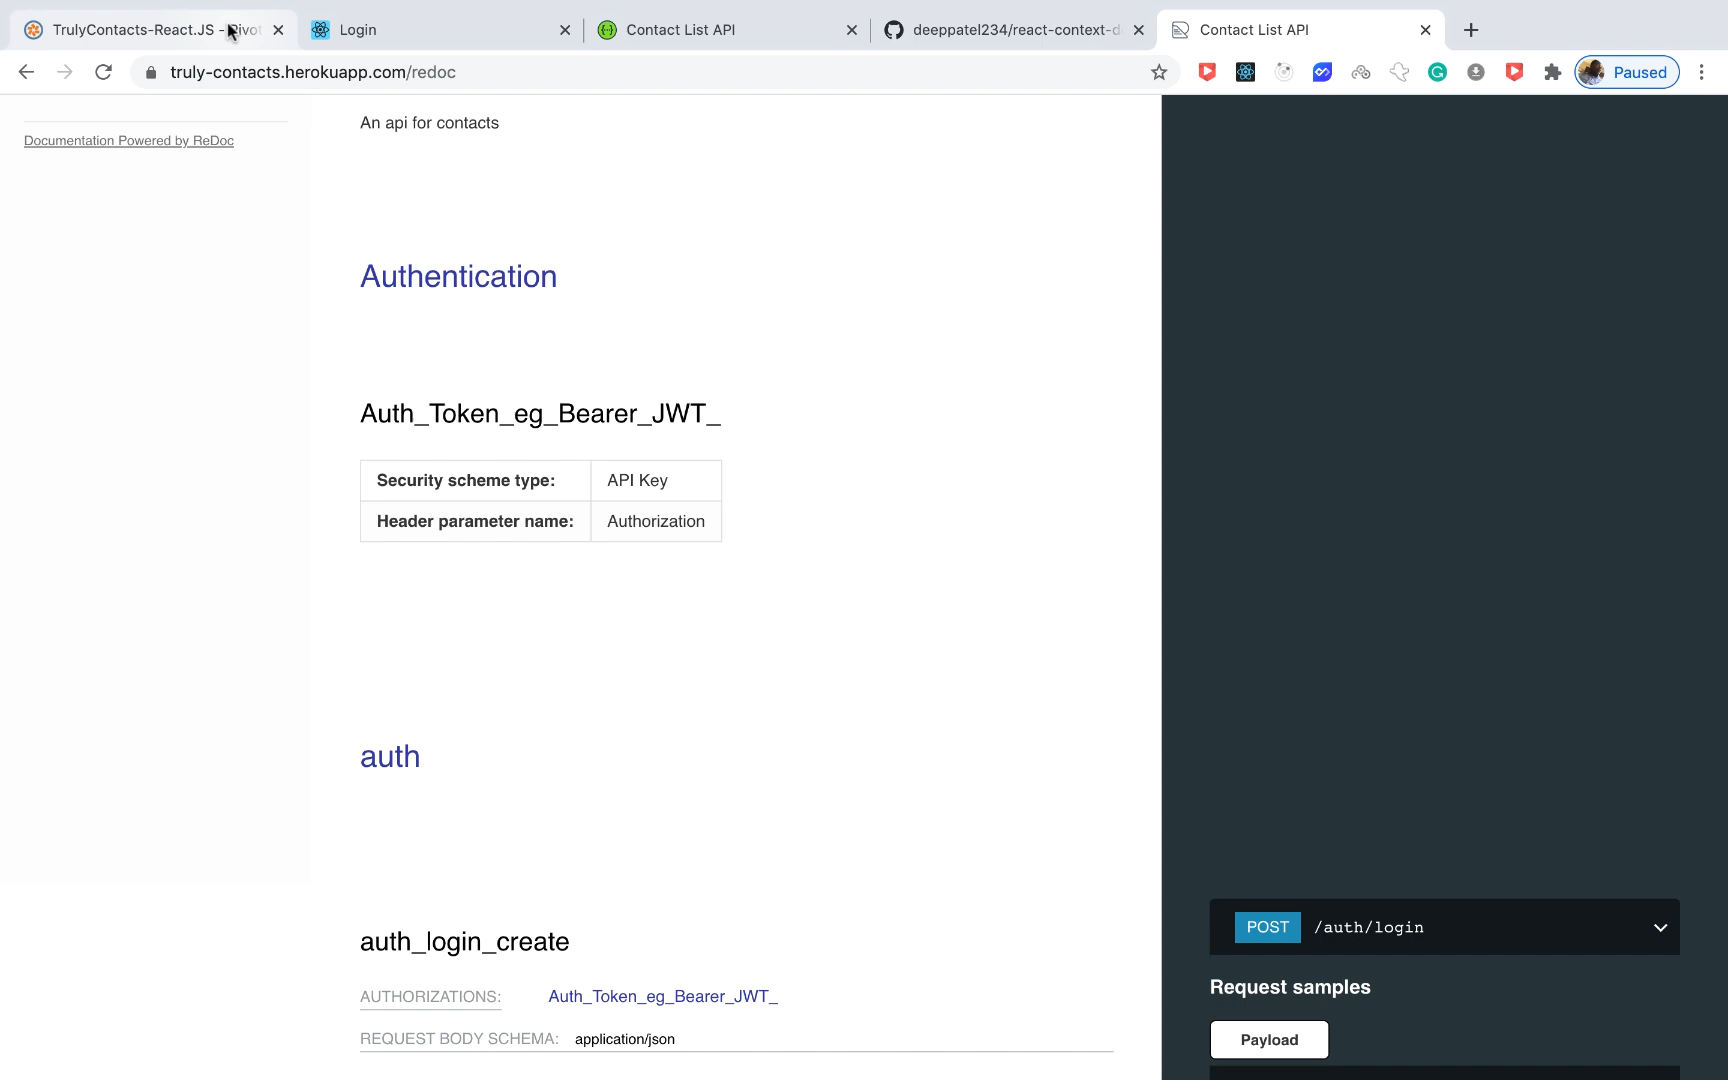 TrulyContacts-React.JS - Pivot
Login
Contact List API
deeppatel234/react-context-d
Contact List API
truly-contacts.herokuapp.com/redoc
Paused
Documentation Powered by ReDoc
An api for contacts
Authentication
Auth_Token_eg_Bearer_JWT_
Security scheme type: API Key
Header parameter name: Authorization
auth
auth_login_create
AUTHORIZATIONS: Auth_Token_eg_Bearer_JWT_
REQUEST BODY SCHEMA: application/json
POST /auth/login
Request samples
Payload